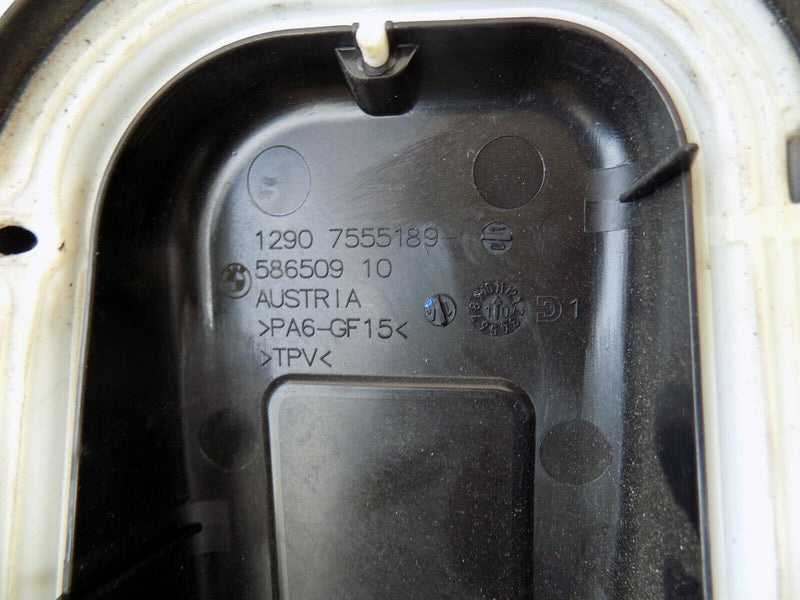 1290 7555189-
586509 10
AUSTRIA
>PA6-GF15<
>TPV<
D1